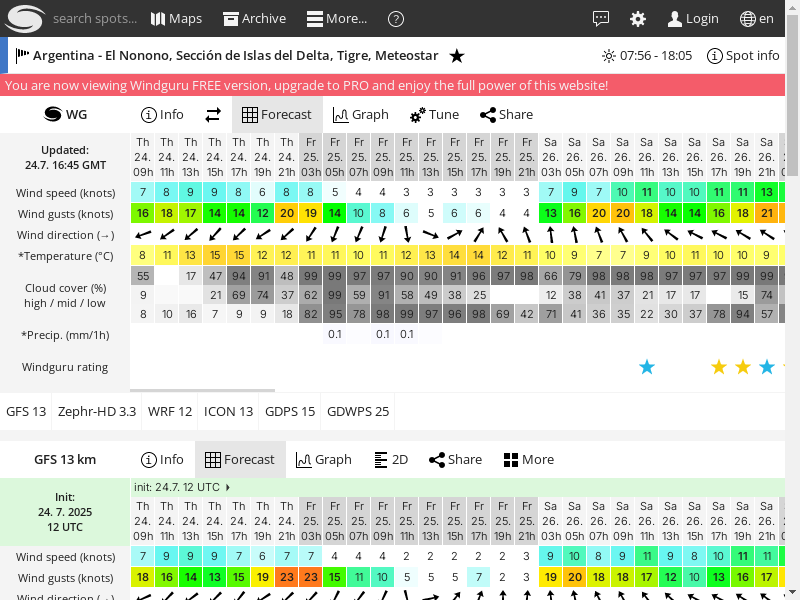 search spots... Maps Archive More... ? Login en
Argentina - El Nonono, Sección de Islas del Delta, Tigre, Meteostar ★ 07:56 - 18:05 Spot info
You are now viewing Windguru FREE version, upgrade to PRO and enjoy the full power of this website!
WG Info Forecast Graph Tune Share
Updated:
24.7. 16:45 GMT
Th Th Th Th Th Th Th Fr Fr Fr Fr Fr Fr Fr Fr Fr Fr Sa Sa Sa Sa Sa Sa Sa Sa Sa Sa
24. 24. 24. 24. 24. 24. 24. 25. 25. 25. 25. 25. 25. 25. 25. 25. 25. 26. 26. 26. 26. 26. 26. 26. 26. 26. 26.
09h 11h 13h 15h 17h 19h 21h 03h 05h 07h 09h 11h 13h 15h 17h 19h 21h 03h 05h 07h 09h 11h 13h 15h 17h 19h 21h
Wind speed (knots) 7 8 9 9 8 6 8 8 5 4 4 3 3 3 3 3 3 7 9 7 10 11 10 10 11 11 13
Wind gusts (knots) 16 18 17 14 14 12 20 19 14 10 8 6 5 6 6 4 4 13 16 20 20 18 14 14 16 18 21
Wind direction (→)
*Temperature (°C) 8 11 13 15 15 12 12 11 11 10 11 12 13 14 14 12 11 10 9 7 7 9 10 11 10 10 9
Cloud cover (%)
high / mid / low
55 17 47 94 91 48 99 99 97 97 90 90 91 96 97 98 66 79 98 98 98 97 96 97 99 99
9 21 69 74 37 62 99 59 91 58 49 38 25 12 38 41 37 21 17 17 15 74
8 10 16 7 9 9 18 82 95 78 98 99 97 96 98 69 42 71 41 36 35 22 30 37 78 94 57
*Precip. (mm/1h) 0.1 0.1 0.1
Windguru rating
GFS 13 Zephr-HD 3.3 WRF 12 ICON 13 GDPS 15 GDWPS 25
GFS 13 km Info Forecast Graph 2D Share More
init: 24.7. 12 UTC
Init:
24. 7. 2025
12 UTC
Th Th Th Th Th Th Th Fr Fr Fr Fr Fr Fr Fr Fr Fr Fr Sa Sa Sa Sa Sa Sa Sa Sa Sa Sa
24. 24. 24. 24. 24. 24. 24. 25. 25. 25. 25. 25. 25. 25. 25. 25. 25. 26. 26. 26. 26. 26. 26. 26. 26. 26. 26.
09h 11h 13h 15h 17h 19h 21h 03h 05h 07h 09h 11h 13h 15h 17h 19h 21h 03h 05h 07h 09h 11h 13h 15h 17h 19h 21h
Wind speed (knots) 7 9 9 9 7 6 7 7 4 4 4 2 2 2 2 2 3 9 10 8 9 11 9 8 10 11 11
Wind gusts (knots) 18 16 14 13 15 19 23 23 15 11 10 5 5 5 7 2 3 19 20 18 18 17 12 10 13 16 17
Wind direction (→)